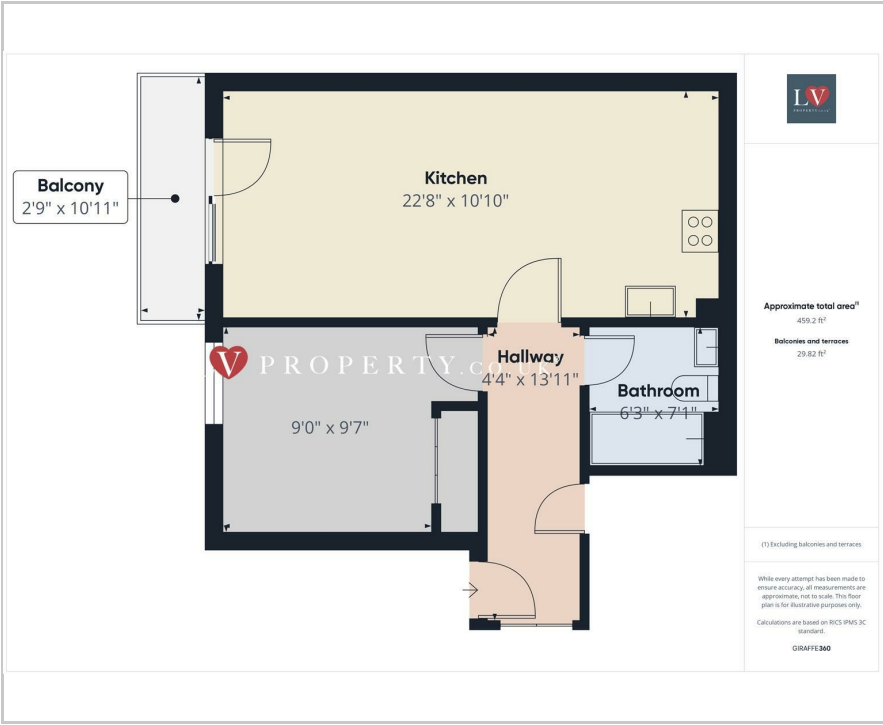 Balcony
2'9" x 10'11"
Kitchen
22'8" x 10'10"
Hallway
4'4" x 13'11"
Bathroom
6'3" x 7'1"
9'0" x 9'7"
V PROPERTY.CO.UK
LV
PROPERTY.CO.UK
Approximate total area⁽¹⁾
459.2 ft²
Balconies and terraces
29.82 ft²
(1) Excluding balconies and terraces
While every attempt has been made to
ensure accuracy, all measurements are
approximate, not to scale. This floor
plan is for illustrative purposes only.
Calculations are based on RICS IPMS 3C
standard.
GIRAFFE360